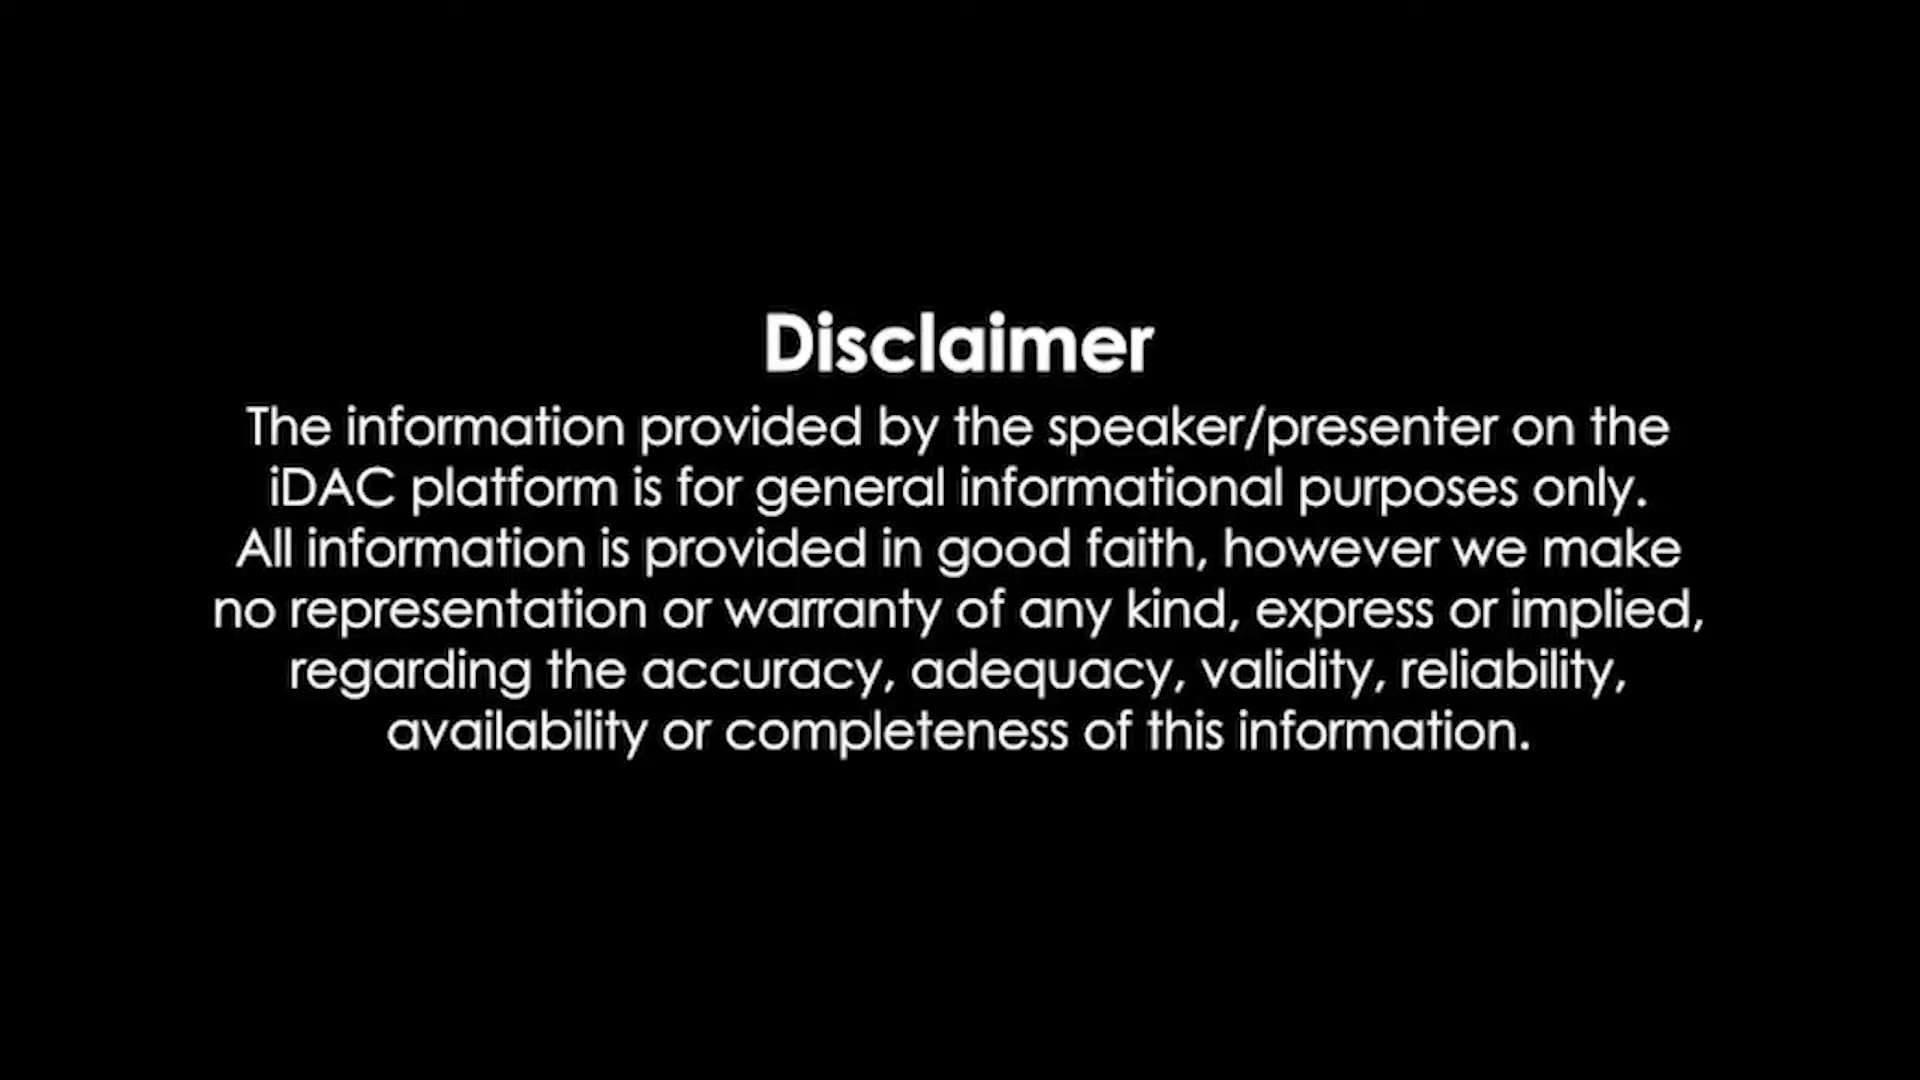 Disclaimer
The information provided by the speaker/presenter on the
iDAC platform is for general informational purposes only.
All information is provided in good faith, however we make
no representation or warranty of any kind, express or implied,
regarding the accuracy, adequacy, validity, reliability,
availability or completeness of this information.